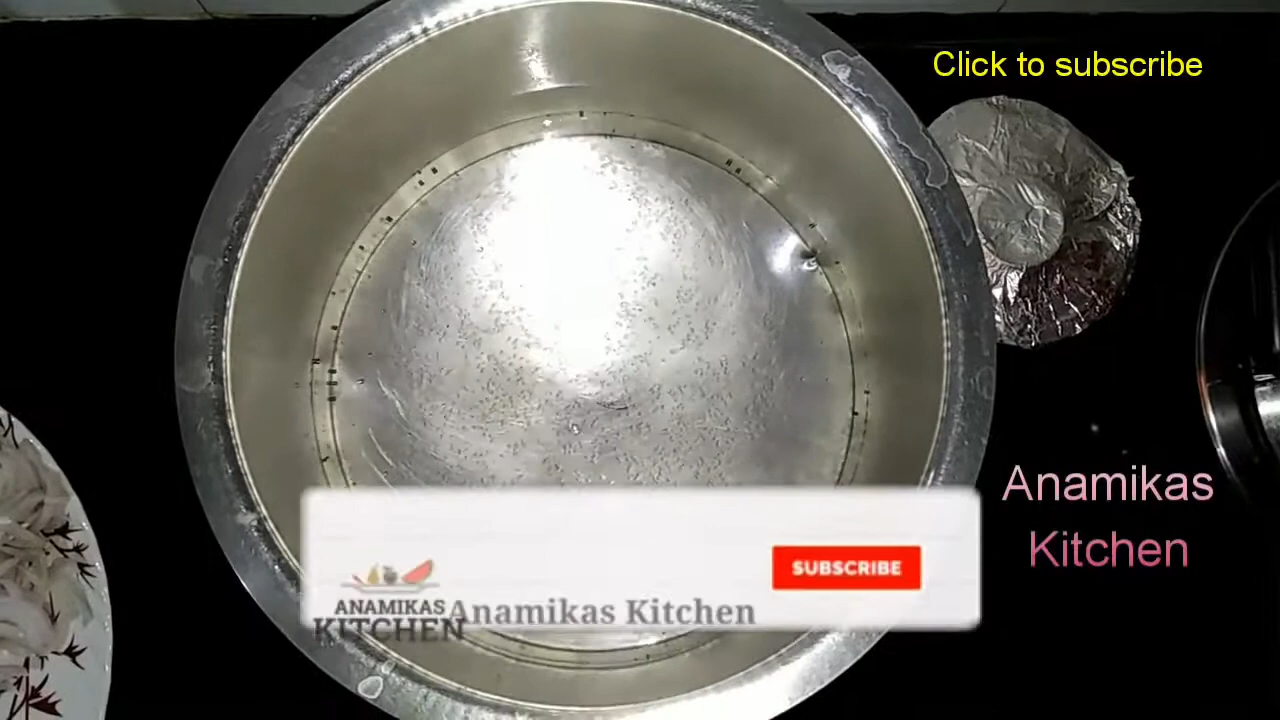 Click to subscribe
Anamikas
Kitchen
SUBSCRIBE
ANAMIKAS
KITCHEN
Anamikas Kitchen